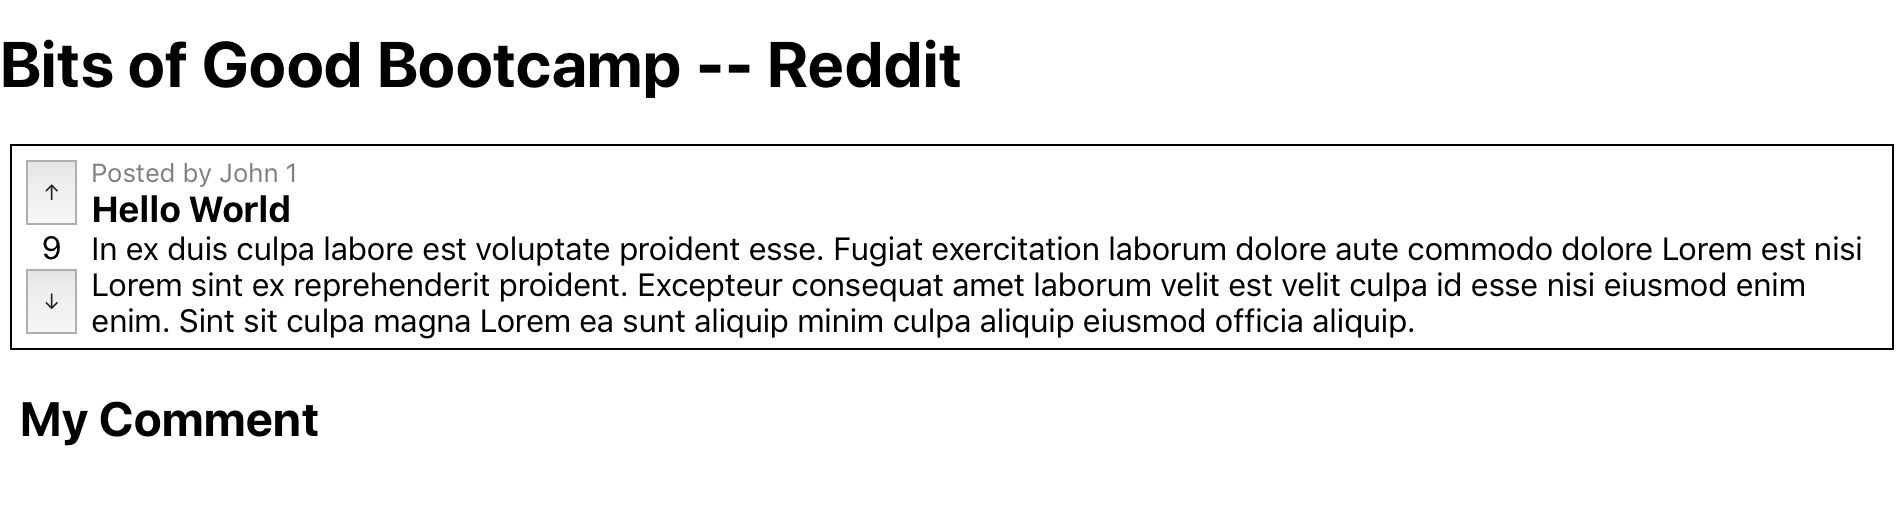 Bits of Good Bootcamp -- Reddit
↑
Posted by John 1
Hello World
9
In ex duis culpa labore est voluptate proident esse. Fugiat exercitation laborum dolore aute commodo dolore Lorem est nisi
Lorem sint ex reprehenderit proident. Excepteur consequat amet laborum velit est velit culpa id esse nisi eiusmod enim
↓
enim. Sint sit culpa magna Lorem ea sunt aliquip minim culpa aliquip eiusmod officia aliquip.
My Comment